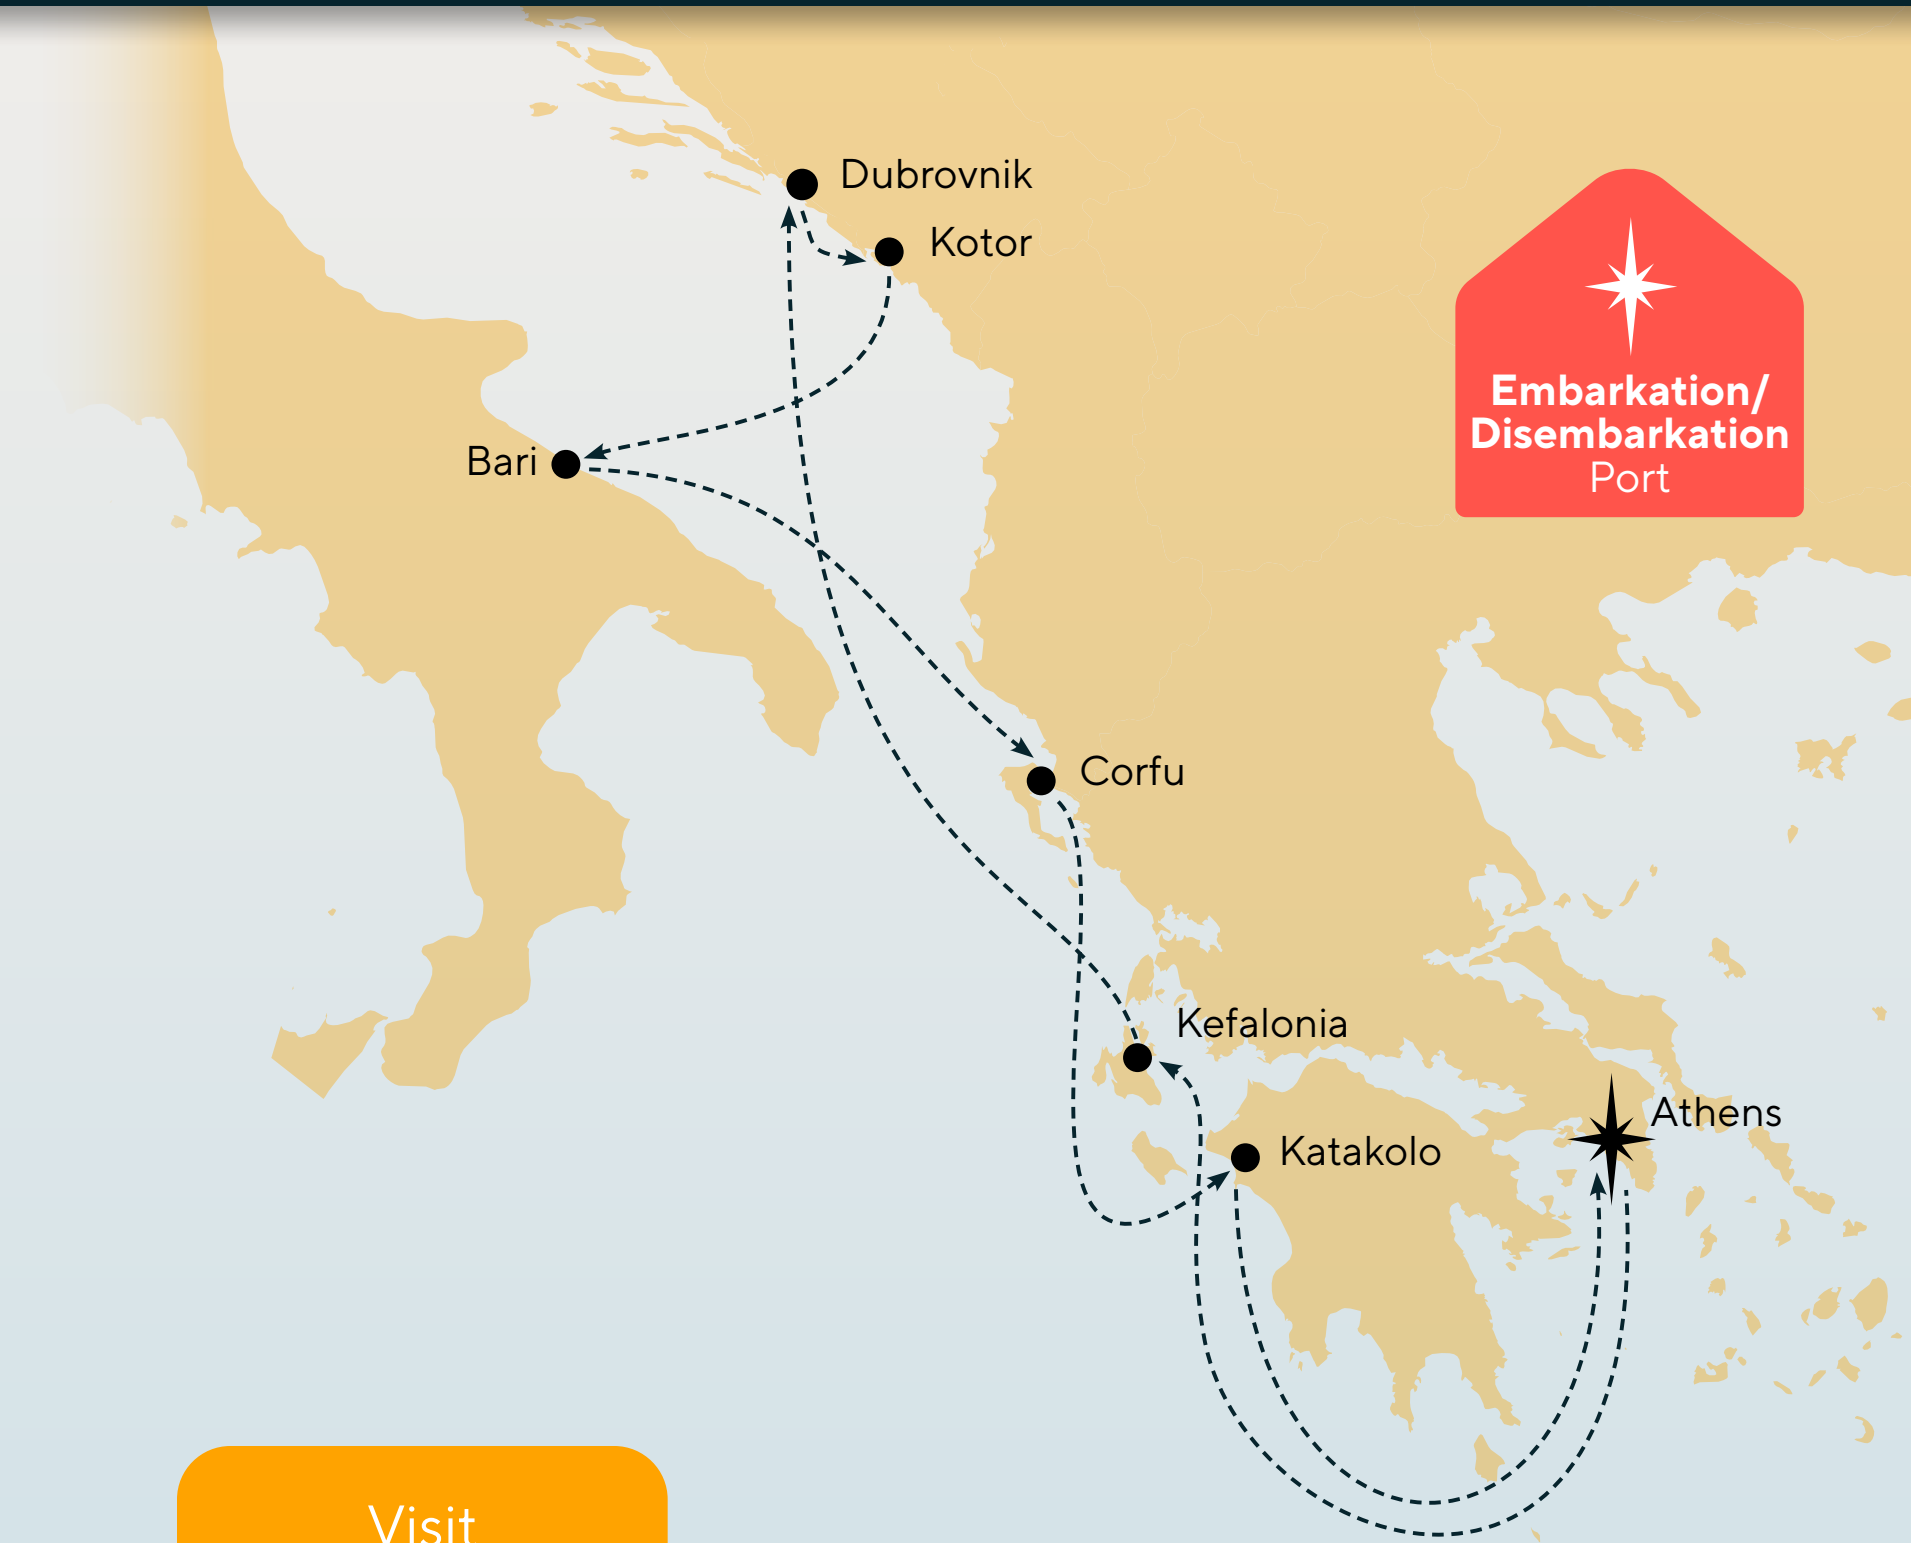 Dubrovnik
Kotor
Embarkation/
Disembarkation
Port
Bari
Corfu
Kefalonia
Athens
Katakolo
Visit